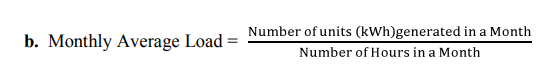 b. Monthly Average Load = Number of units (kWh)generated in a Month
Number of Hours in a Month